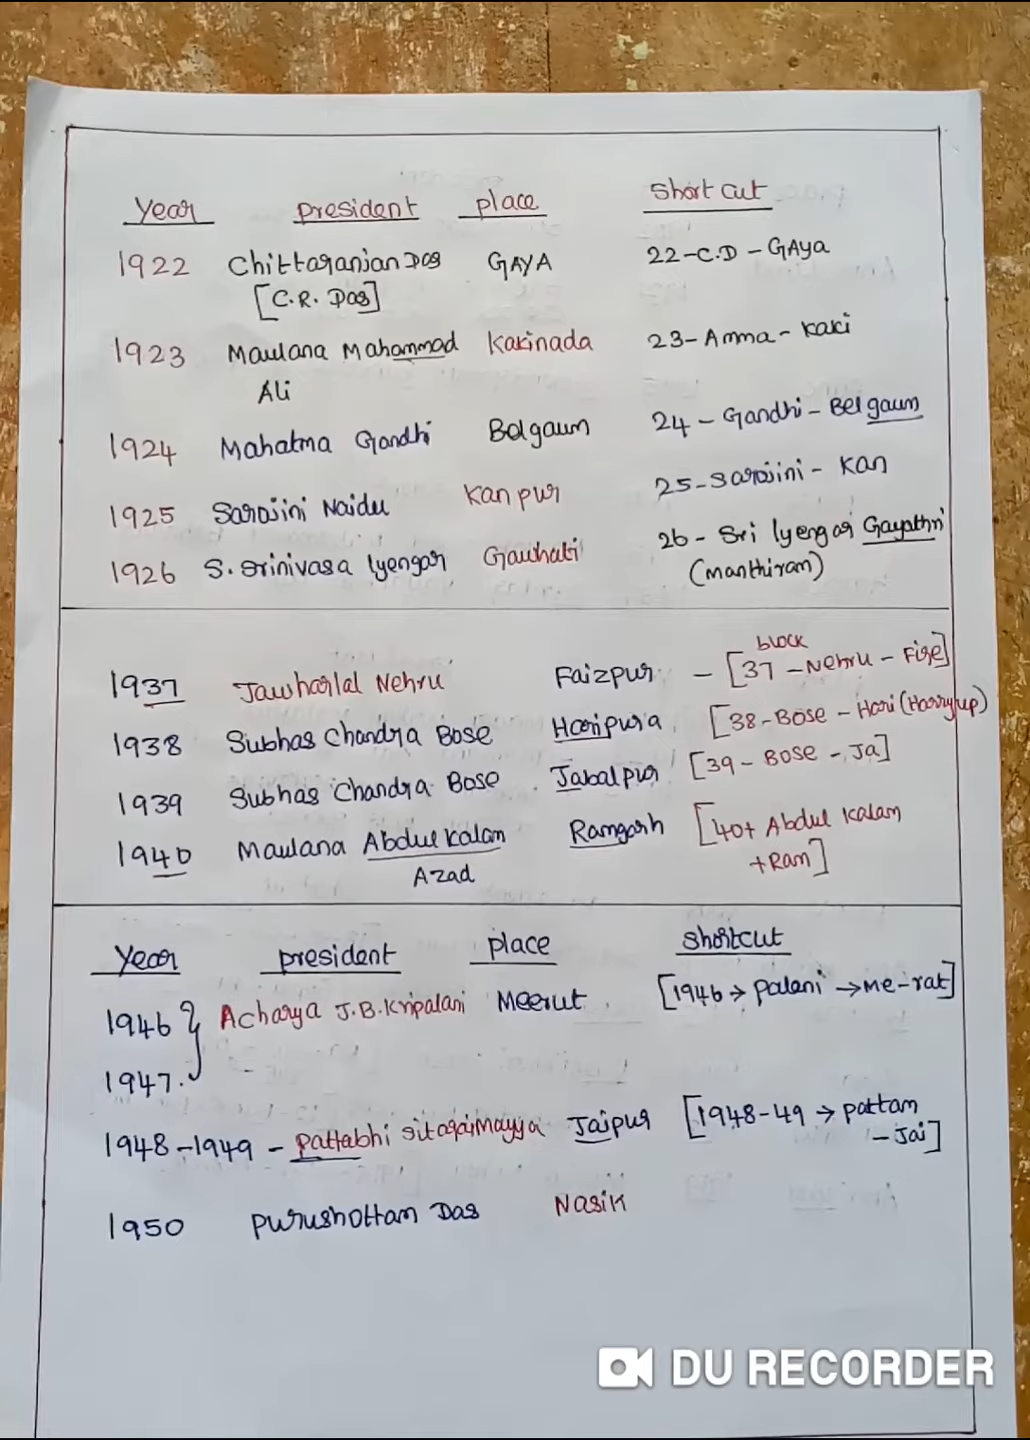 Year president place Short cut
1922 Chittaranjan Das GAYA 22-C.D - GAya
[C.R. Das]
1923 Maulana Mahammad Kakinada 23-Amma - Kaki
Ali
1924 Mahatma Gandhi Belgaum 24 - Gandhi - Belgaum
1925 Sarojini Naidu Kanpur 25-Sarojini - Kan
1926 S. Srinivasa Iyengar Gauhati 26 - Sri Iyengar Gayathri
(manthiram)
block
1937 Jawharlal Nehru Faizpur - [37 -Nehru - Fire]
1938 Subhas Chandra Bose Haripura [38-Bose - Hari (Harryup)
1939 Subhas Chandra Bose Jabalpur [39 - Bose - Ja]
1940 Maulana Abdul Kalam Ramgarh [40+ Abdul Kalam
Azad +Ram]
Year president place Shortcut
1946 } Acharya J.B.Kripalani Meerut [1946 → palani → Me-rat]
1947.
1948-1949 - pattabhi sitaraimayya Jaipur [1948-49 → pattam
- Jai]
1950 purushottam Das Nasik
DU RECORDER